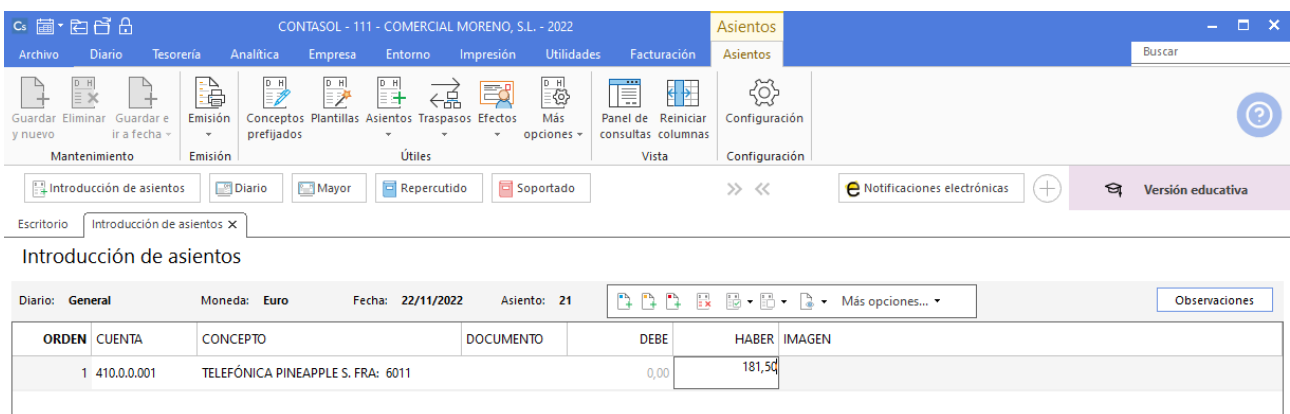 Cs CONTASOL - 111 - COMERCIAL MORENO, S.L. - 2022 Asientos
Archivo Diario Tesorería Analítica Empresa Entorno Impresión Utilidades Facturación Asientos Buscar
D H D H D H D H D H
Guardar Eliminar Guardar e Emisión Conceptos Plantillas Asientos Traspasos Efectos Más Panel de Reiniciar Configuración
y nuevo ir a fecha prefijados opciones consultas columnas
Mantenimiento Emisión Útiles Vista Configuración
Introducción de asientos Diario Mayor Repercutido Soportado Notificaciones electrónicas Versión educativa
Escritorio Introducción de asientos X
Introducción de asientos
Diario: General Moneda: Euro Fecha: 22/11/2022 Asiento: 21 Más opciones... Observaciones
ORDEN CUENTA CONCEPTO DOCUMENTO DEBE HABER IMAGEN
1 410.0.0.001 TELEFÓNICA PINEAPPLE S. FRA: 6011 0,00 181,50